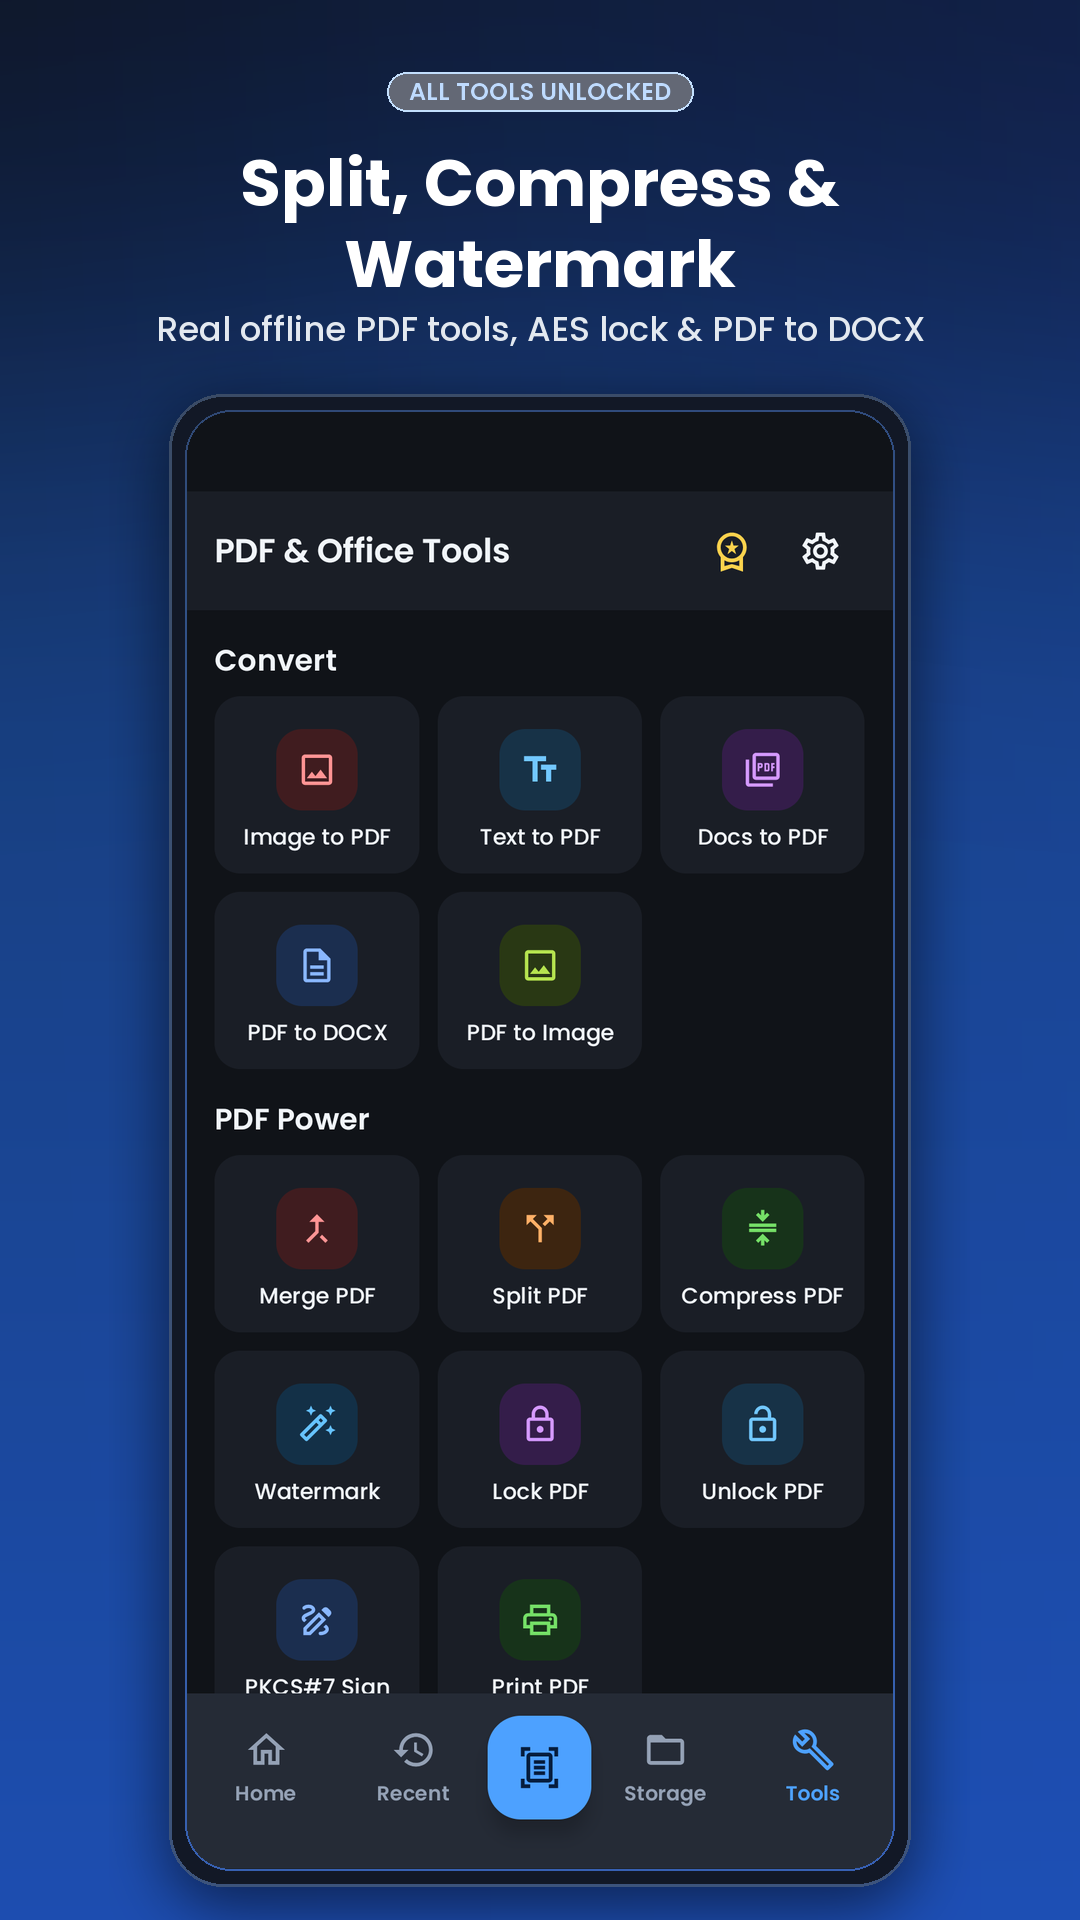 ALL TOOLS UNLOCKED
Split, Compress &
Watermark
Real offline PDF tools, AES lock & PDF to DOCX
PDF & Office Tools
Convert
Image to PDF
Text to PDF
PDF
Docs to PDF
PDF to DOCX
PDF to Image
PDF Power
Merge PDF
Split PDF
Compress PDF
Watermark
Lock PDF
Unlock PDF
PKCS#7 Sign
Print PDF
Home
Recent
Storage
Tools